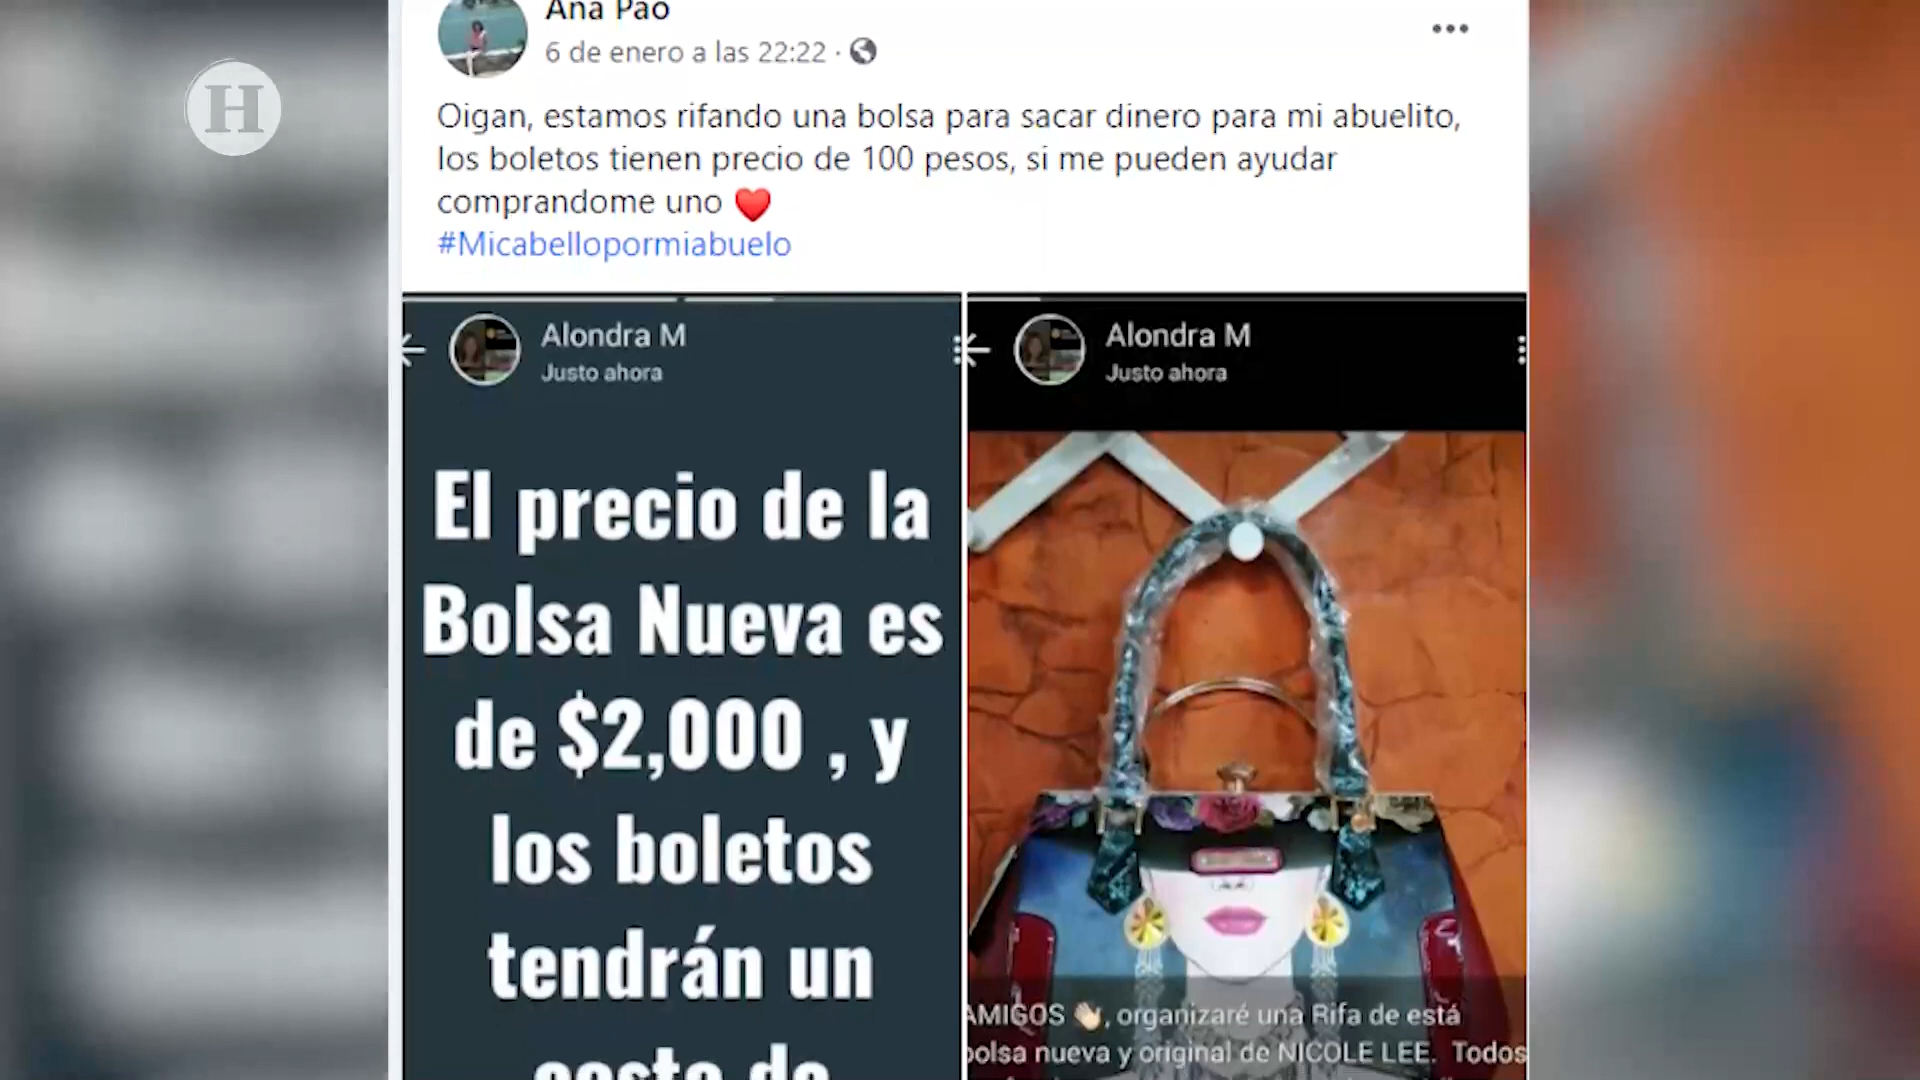 H
Ana Pao
6 de enero a las 22:22 ·
Oigan, estamos rifando una bolsa para sacar dinero para mi abuelito,
los boletos tienen precio de 100 pesos, si me pueden ayudar
comprandome uno ❤️
#Micabellopormiabuelo
Alondra M
Justo ahora
El precio de la
Bolsa Nueva es
de $2,000 , y
los boletos
tendrán un
costo de
Alondra M
Justo ahora
AMIGOS 👋🏻, organizaré una Rifa de está
bolsa nueva y original de NICOLE LEE. Todos